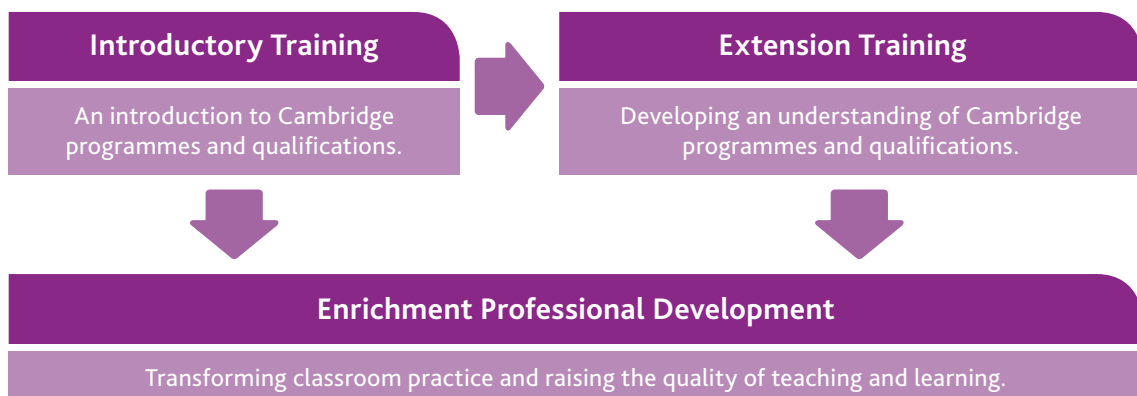 Introductory Training
An introduction to Cambridge
programmes and qualifications.
Extension Training
Developing an understanding of Cambridge
programmes and qualifications.
Enrichment Professional Development
Transforming classroom practice and raising the quality of teaching and learning.